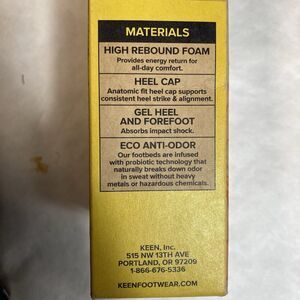 MATERIALS
HIGH REBOUND FOAM
Provides energy return for
all-day comfort.
HEEL CAP
Anatomic fit heel cap supports
consistent heel strike & alignment.
GEL HEEL
AND FOREFOOT
Absorbs impact shock.
ECO ANTI-ODOR
Our footbeds are infused
with probiotic technology that
naturally breaks down odor
in sweat without heavy
metals or hazardous chemicals.
KEEN, Inc.
515 NW 13TH AVE
PORTLAND, OR 97209
1-866-676-5336
KEENFOOTWEAR.COM